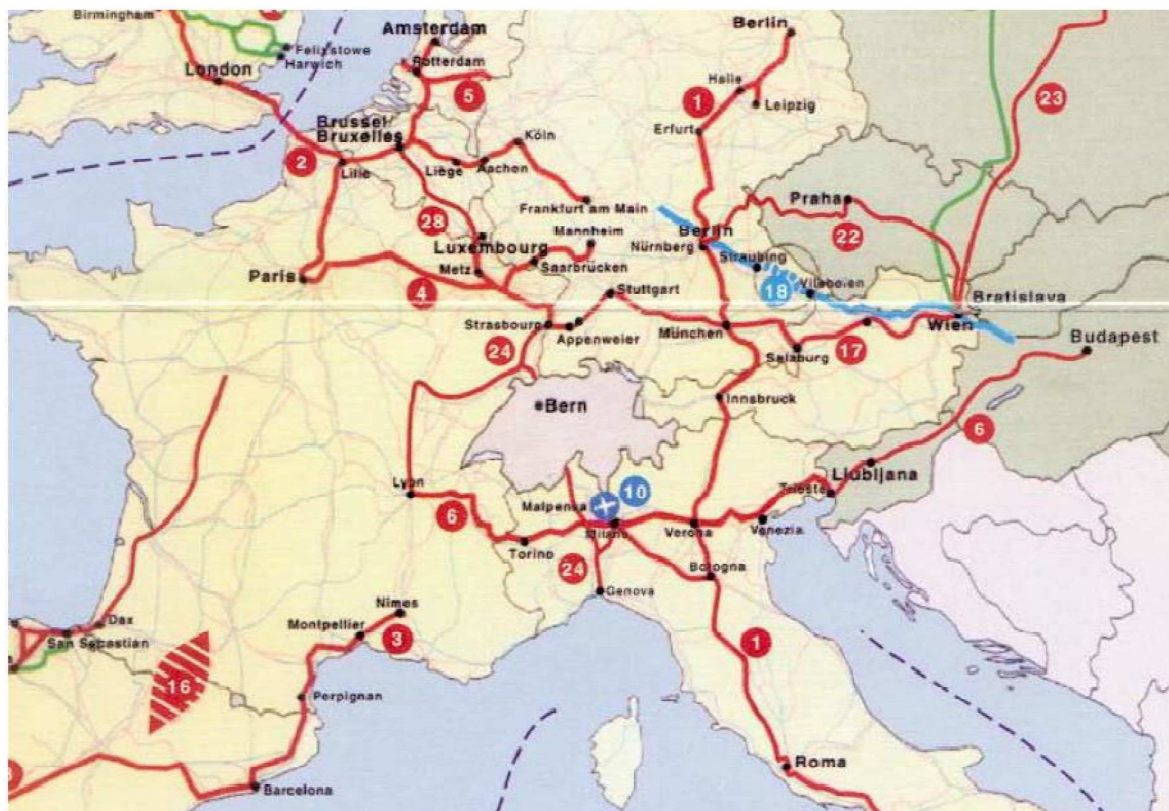 Birmingham
Amsterdam
Berlin
Felixstowe
Harwich
London
Rotterdam
5
Halle
Leipzig
1
23
Brussel
Bruxelles
Köln
Erfurt
2
Lille
Liège
Aachen
Praha
Frankfurt am Main
28
Mannheim
Berlin
22
Luxembourg
Nürnberg
Straubing
Saarbrücken
Paris
Metz
4
18
Stuttgart
Bratislava
Strasbourg
Appenweier
München
Wien
Budapest
24
Salzburg
17
Bern
Innsbruck
6
Ljubljana
Lyon
Trieste
10
Malpensa
6
Milano
Verona
Venezia
Torino
24
Bologna
Genova
Nimes
Dax
Montpellier
3
San Sebastian
1
16
Perpignan
Roma
Barcelona